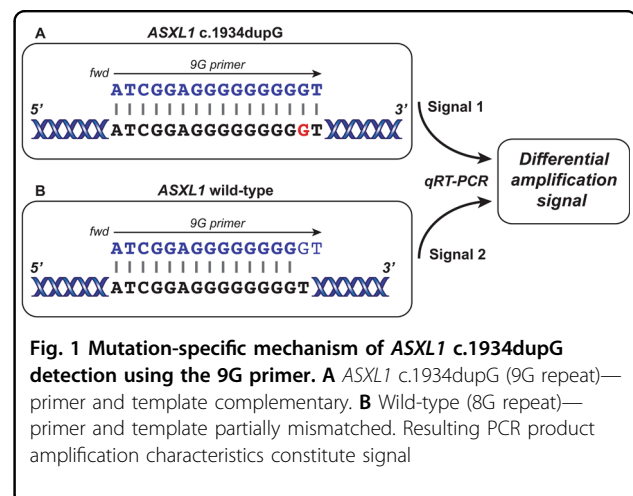 A
ASXL1 c.1934dupG
fwd
9G primer
ATCGGAGGGGGGGGGT
5’
3’
ATCGGAGGGGGGGGGT
Signal 1
B
ASXL1 wild-type
fwd
9G primer
ATCGGAGGGGGGGGGT
5’
3’
ATCGGAGGGGGGGGT
Signal 2
qRT-PCR
Differential
amplification
signal
Fig. 1 Mutation-specific mechanism of ASXL1 c.1934dupG
detection using the 9G primer. A ASXL1 c.1934dupG (9G repeat)—
primer and template complementary. B Wild-type (8G repeat)—
primer and template partially mismatched. Resulting PCR product
amplification characteristics constitute signal